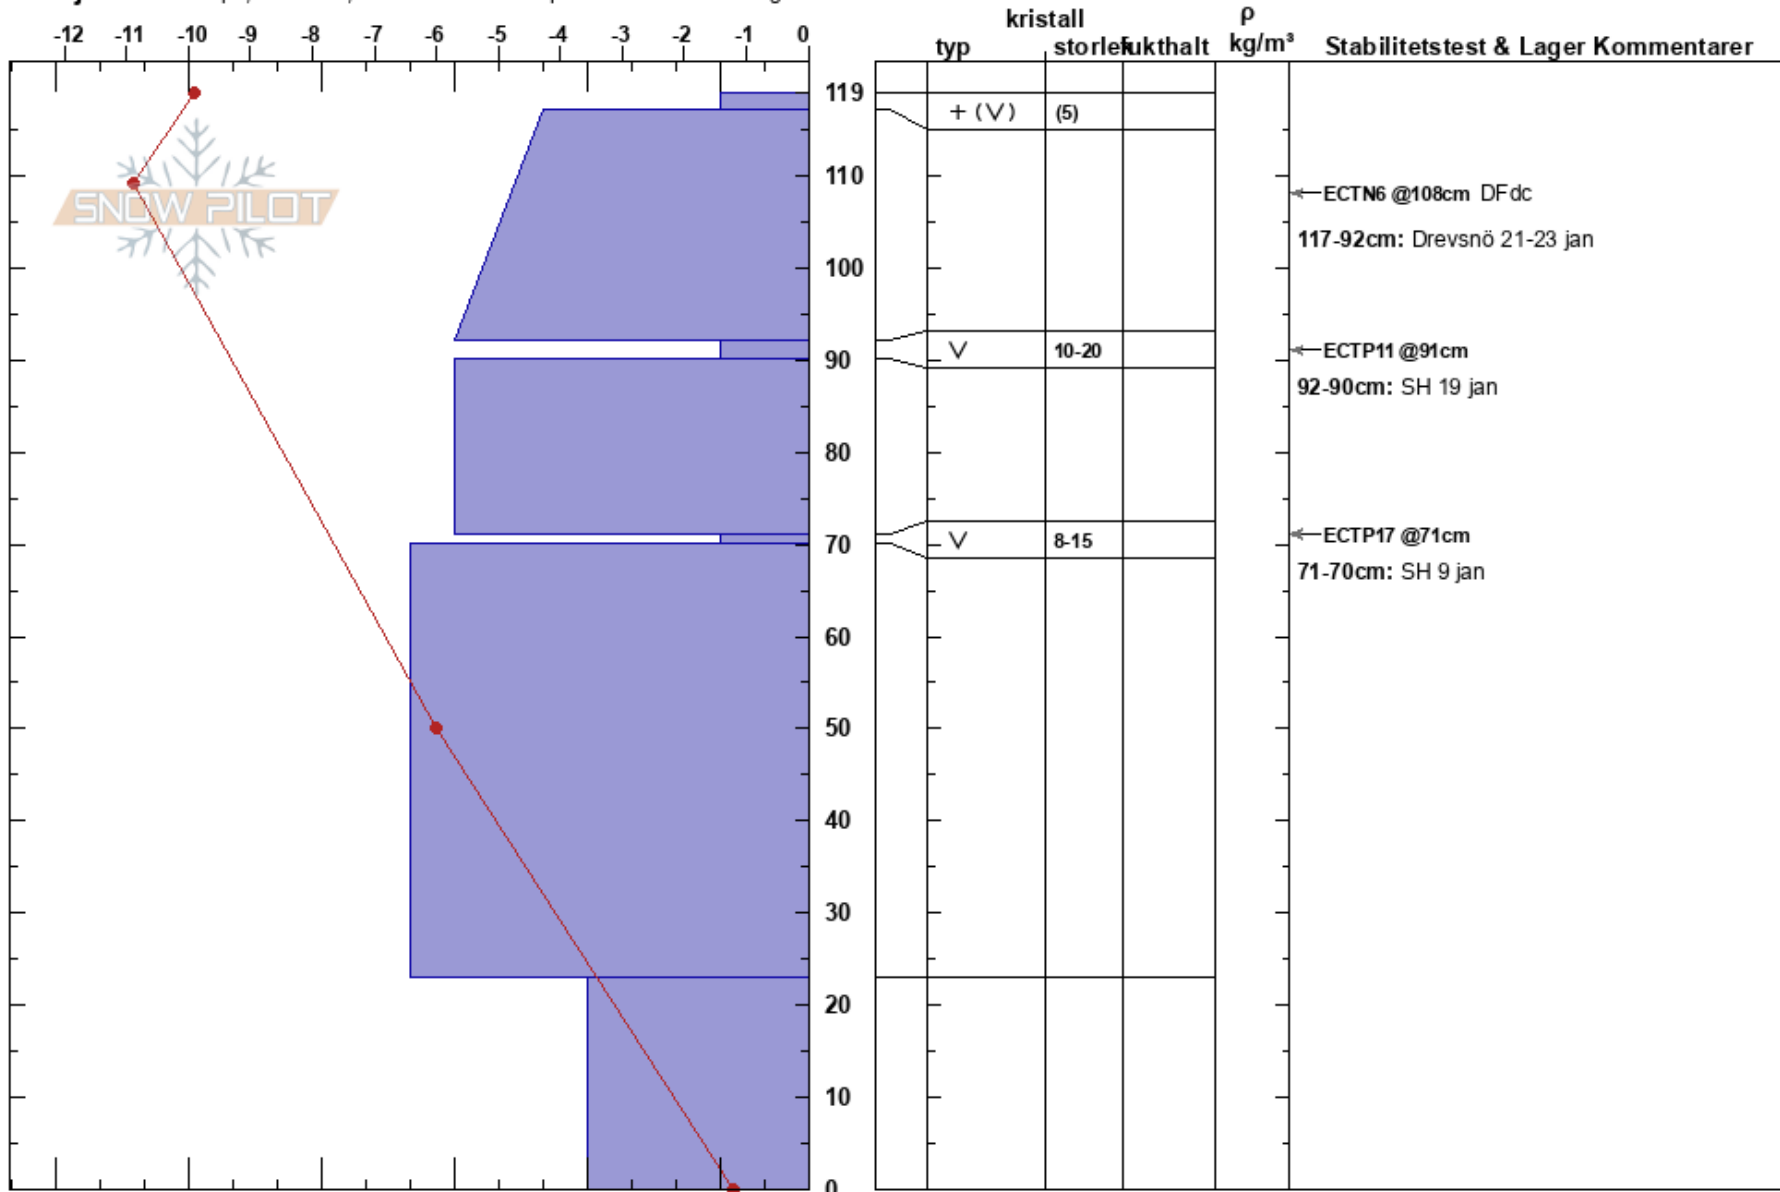 kristall ρ
-12 -11 -10 -9 -8 -7 -6 -5 -4 -3 -2 -1 0
typ storlek fukthalt kg/m³ Stabilitetstest & Lager Kommentarer
119
+ (V) (5)
110
ECTN6 @108cm DFdc
SNOW PILOT
117-92cm: Drevsnö 21-23 jan
100
V 10-20
ECTP11 @91cm
90
92-90cm: SH 19 jan
80
V 8-15
ECTP17 @71cm
70
71-70cm: SH 9 jan
60
50
40
30
20
10
0